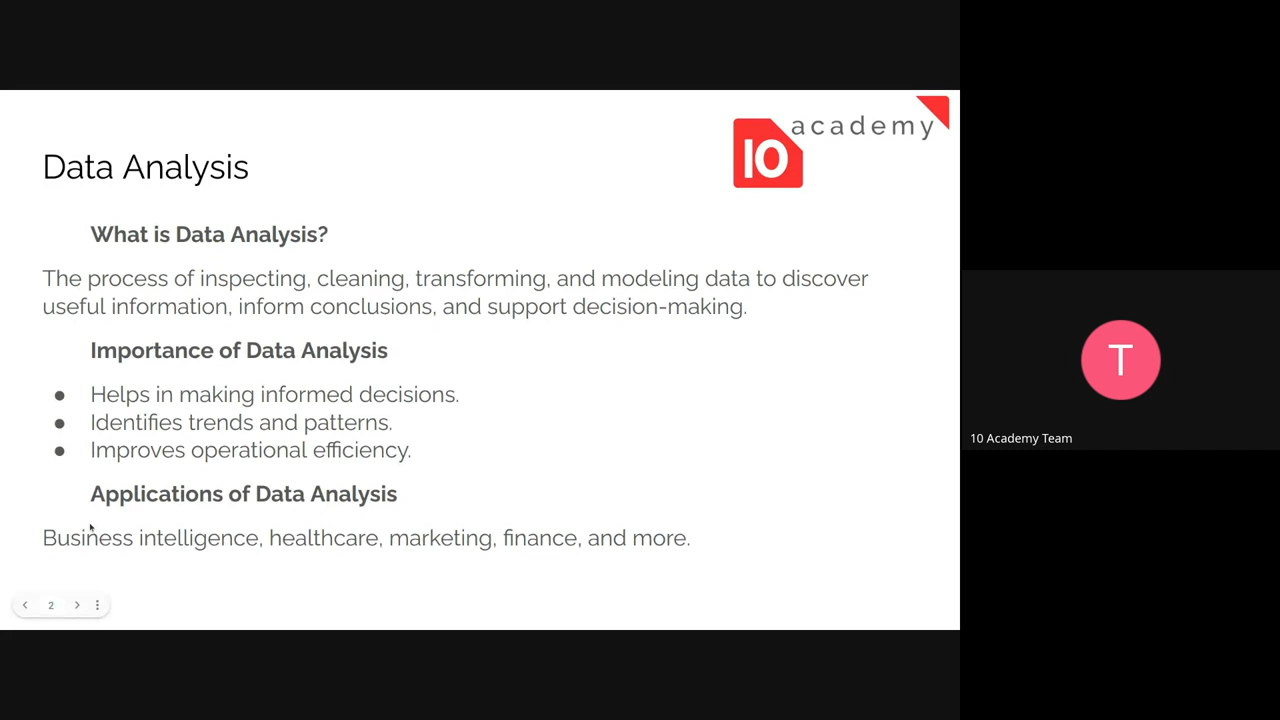 academy
10
Data Analysis
What is Data Analysis?
The process of inspecting, cleaning, transforming, and modeling data to discover
useful information, inform conclusions, and support decision-making.
Importance of Data Analysis
● Helps in making informed decisions.
● Identifies trends and patterns.
● Improves operational efficiency.
Applications of Data Analysis
Business intelligence, healthcare, marketing, finance, and more.
2
T
10 Academy Team